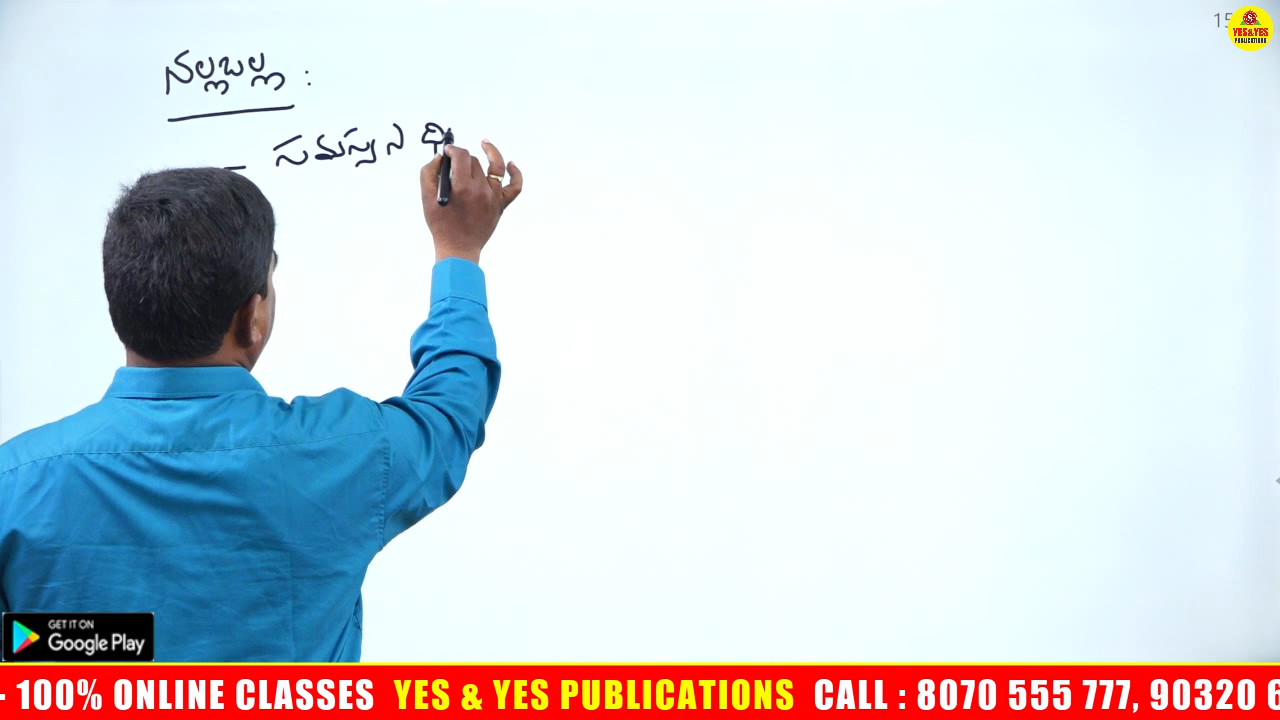 15
YES&YES
PUBLICATIONS
నల్లబల్ల :
– సమస్య ని
GET IT ON
Google Play
- 100% ONLINE CLASSES YES & YES PUBLICATIONS CALL : 8070 555 777, 90320 6